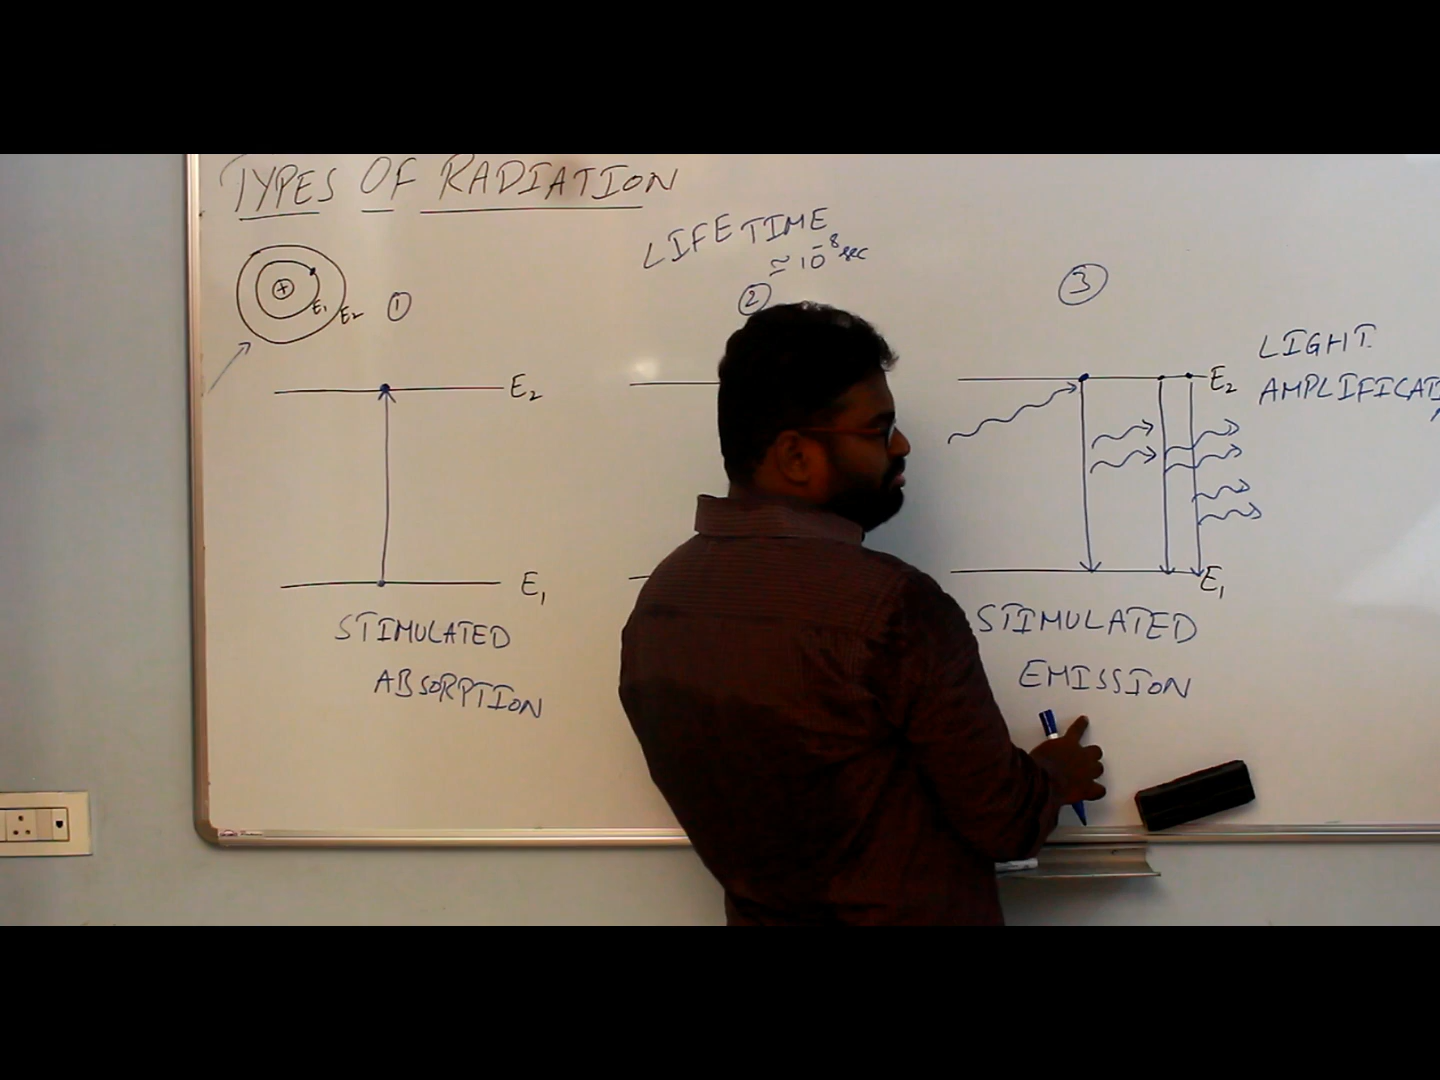 TYPES OF RADIATION
LIFETIME
≃ 10⁻⁸ sec
+
E₁
E₂
①
②
③
LIGHT
AMPLIFICATI
E₂
E₂
E₁
E₁
STIMULATED
ABSORPTION
STIMULATED
EMISSION